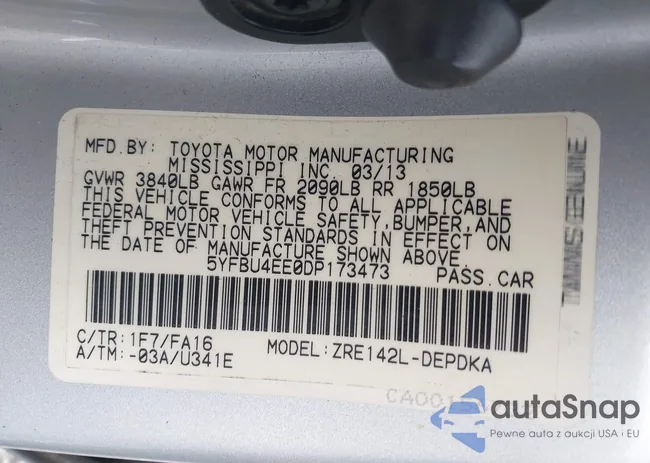 MFD.BY: TOYOTA MOTOR MANUFACTURING
MISSISSIPPI INC. 03/13
GVWR 3840LB GAWR FR 2090LB RR 1850LB
THIS VEHICLE CONFORMS TO ALL APPLICABLE
FEDERAL MOTOR VEHICLE SAFETY, BUMPER, AND
THEFT PREVENTION STANDARDS IN EFFECT ON
THE DATE OF MANUFACTURE SHOWN ABOVE.
5YFBU4EE0DP173473 PASS.CAR
C/TR: 1F7/FA16
A/TM: -03A/U341E
MODEL: ZRE142L-DEPDKA
autaSnap
Pewne auta z aukcji USA i EU